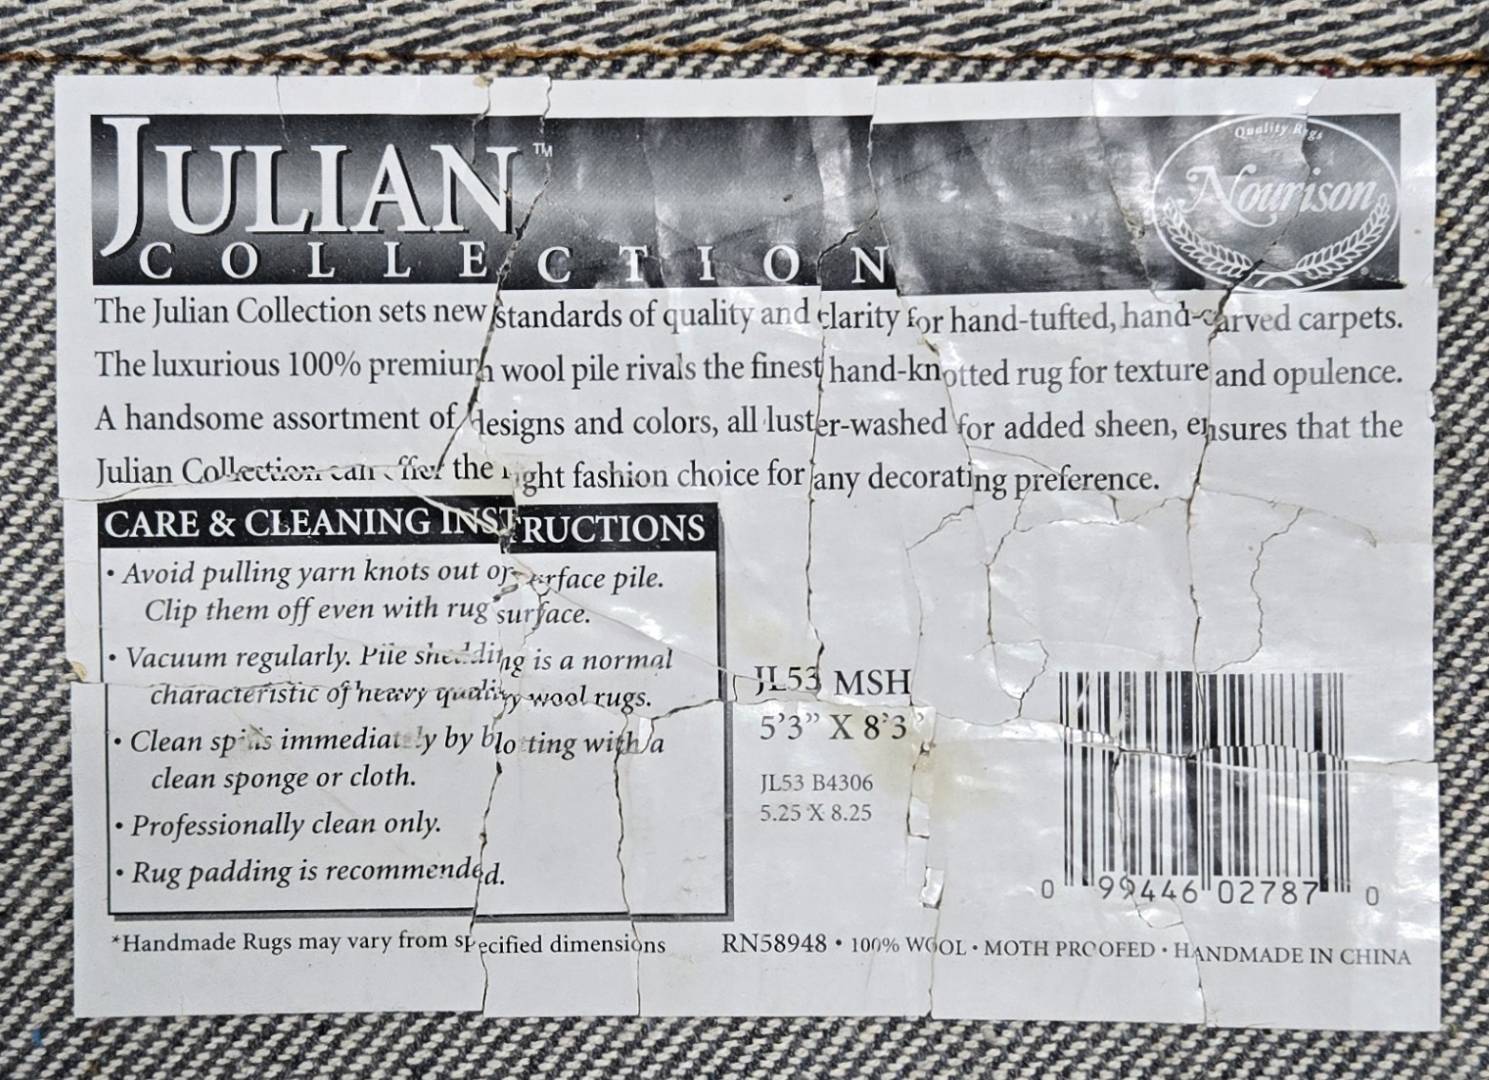 JULIAN™
COLLECTION
Quality Rugs
Nourison
®
The Julian Collection sets new standards of quality and clarity for hand-tufted, hand-carved carpets.
The luxurious 100% premium wool pile rivals the finest hand-knotted rug for texture and opulence.
A handsome assortment of designs and colors, all luster-washed for added sheen, ensures that the
Julian Collection can offer the right fashion choice for any decorating preference.
CARE & CLEANING INSTRUCTIONS
• Avoid pulling yarn knots out of surface pile.
Clip them off even with rug surface.
• Vacuum regularly. Pile shedding is a normal
characteristic of heavy quality wool rugs.
• Clean spills immediately by blotting with a
clean sponge or cloth.
• Professionally clean only.
• Rug padding is recommended.
JL53 MSH
5'3” X 8'3”
JL53 B4306
5.25 X 8.25
0 99446 02787 0
*Handmade Rugs may vary from specified dimensions
RN58948 • 100% WOOL • MOTH PROOFED • HANDMADE IN CHINA